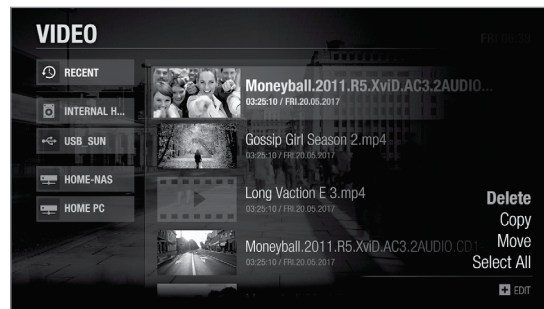 VIDEO
FRI.05-29
RECENT
INTERNAL H...
USB_SUN
HOME-NAS
HOME PC
Moneyball.2011.R5.XviD.AC3.2AUDIO...
03:25:10 / FRI.20.05.2017
Gossip Girl Season 2.mp4
03:25:10 / FRI.20.05.2017
Long Vaction E 3.mp4
03:25:10 / FRI.20.05.2017
Moneyball.2011.R5.XviD.AC3.2AUDIO.CD1-
03:25:10 / FRI.20.05.2017
Delete
Copy
Move
Select All
EDIT